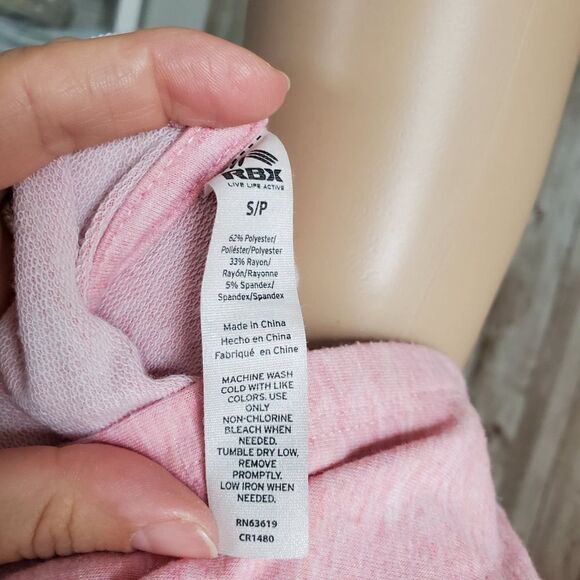 RBX
LIVE LIFE ACTIVE
S/P
62% Polyester/
Poliéster/Polyester
33% Rayon/
Rayón/Rayonne
5% Spandex/
Spandex/Spandex
Made in China
Hecho en China
Fabriqué en Chine
MACHINE WASH
COLD WITH LIKE
COLORS. USE
ONLY
NON-CHLORINE
BLEACH WHEN
NEEDED.
TUMBLE DRY LOW,
REMOVE
PROMPTLY.
LOW IRON WHEN
NEEDED.
RN63619
CR1480